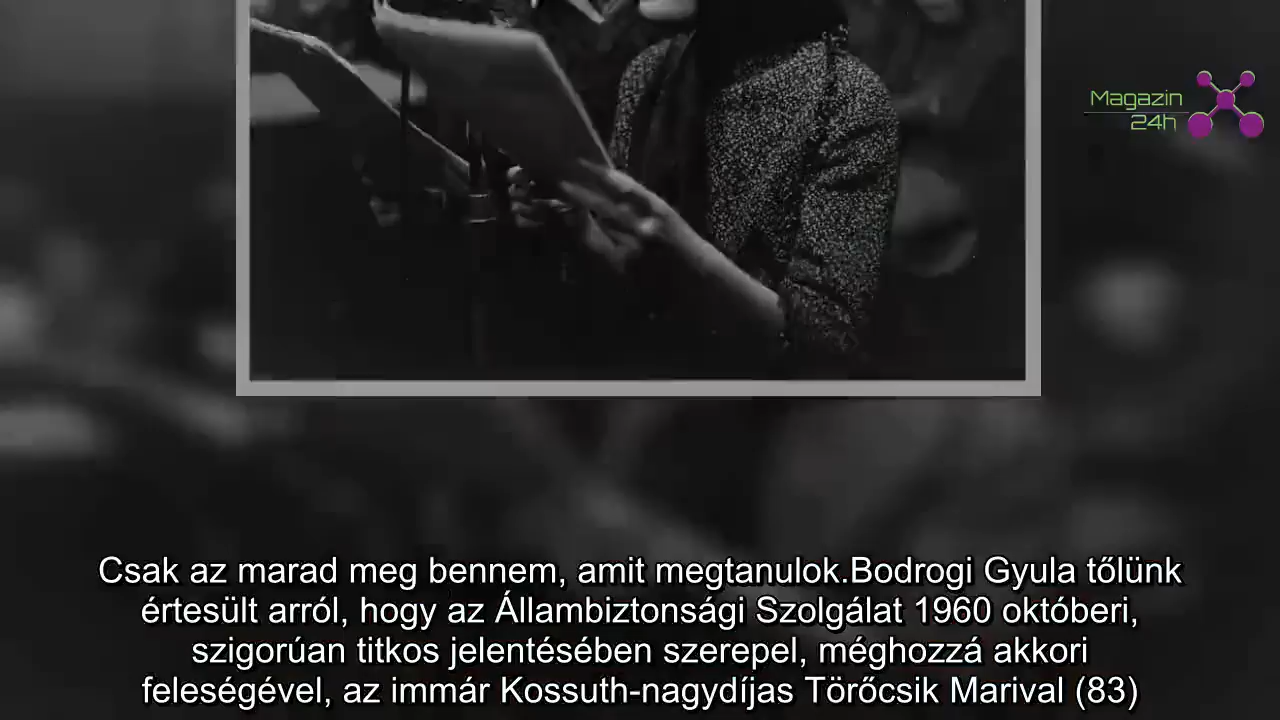 Magazin
24h
Csak az marad meg bennem, amit megtanulok.Bodrogi Gyula tőlünk
értesült arról, hogy az Állambiztonsági Szolgálat 1960 októberi,
szigorúan titkos jelentésében szerepel, méghozzá akkori
feleségével, az immár Kossuth-nagydíjas Törőcsik Marival (83)